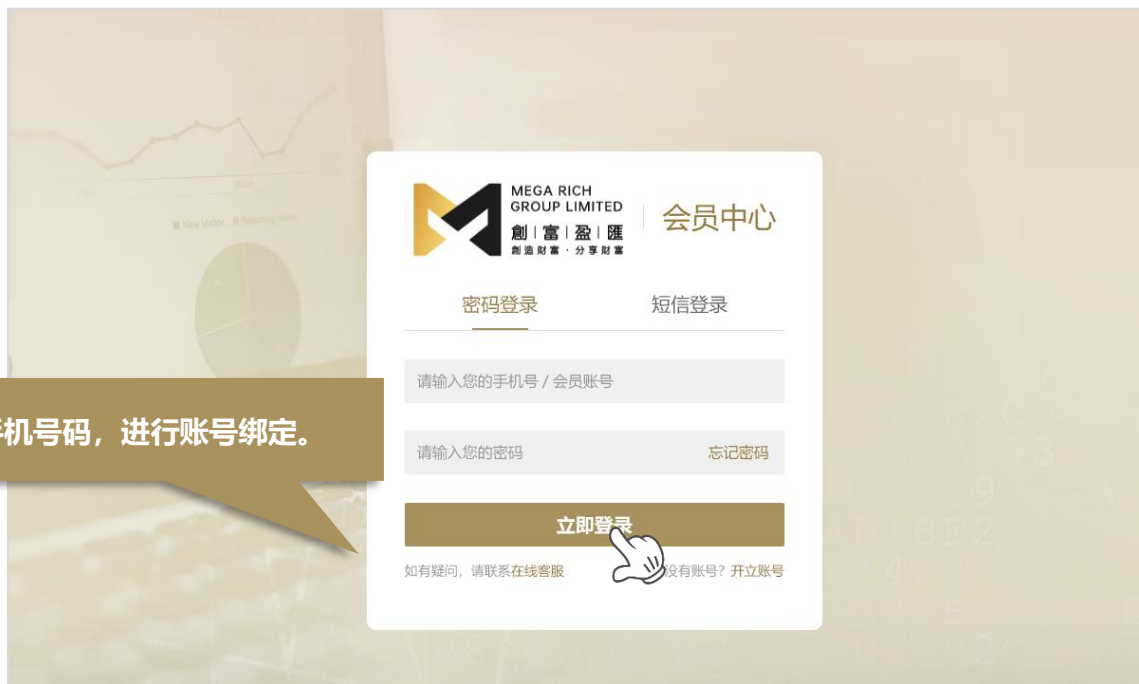 June
New Visitor
MEGA RICH
GROUP LIMITED
創|富|盈|匯
創造財富·分享財富
会员中心
密码登录
短信登录
请输入您的手机号 / 会员账号
手机号码，进行账号绑定。
请输入您的密码
忘记密码
立即登录
如有疑问，请联系在线客服
没有账号？开立账号